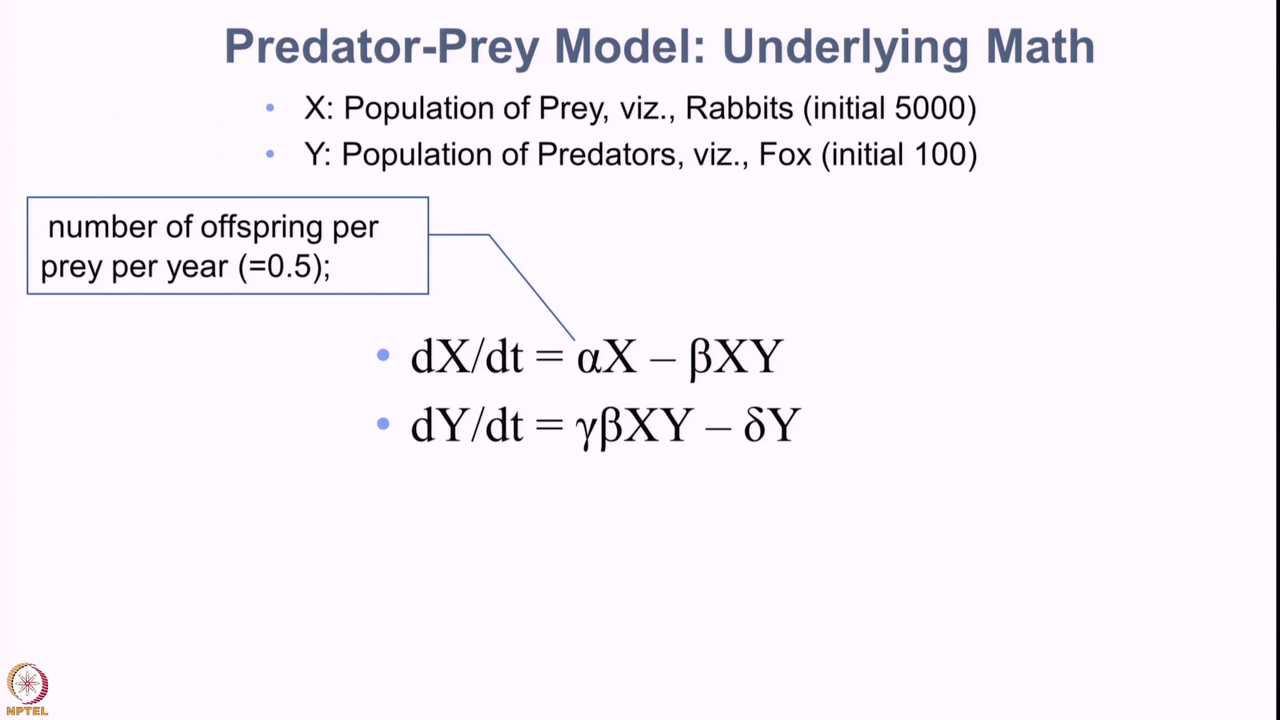 Predator-Prey Model: Underlying Math
• X: Population of Prey, viz., Rabbits (initial 5000)
• Y: Population of Predators, viz., Fox (initial 100)
number of offspring per
prey per year (=0.5);
• dX/dt = αX – βXY
• dY/dt = γβXY – δY
NPTEL